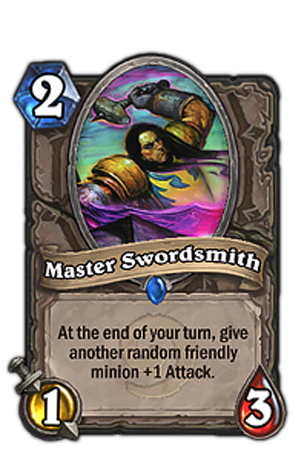 2
Master Swordsmith
At the end of your turn, give
another random friendly
minion +1 Attack.
1
3